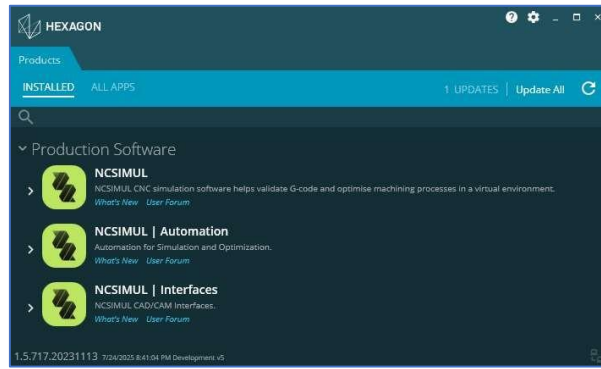 HEXAGON
Products
INSTALLED ALL APPS 1 UPDATES | Update All
Production Software
NCSIMUL
NCSIMUL CNC simulation software helps validate G-code and optimise machining processes in a virtual environment.
What's New User Forum
NCSIMUL | Automation
Automation for Simulation and Optimization.
What's New User Forum
NCSIMUL | Interfaces
NCSIMUL CAD/CAM Interfaces.
What's New User Forum
1.5.717.20231113 7/24/2025 8:41:04 PM Development v5